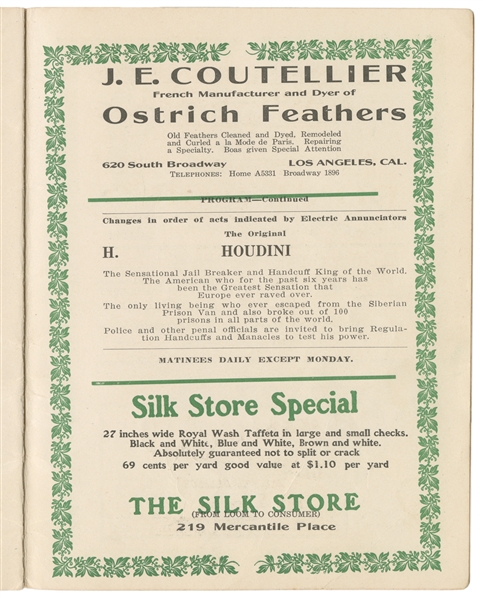 J. E. COUTELLIER
French Manufacturer and Dyer of
Ostrich Feathers
Old Feathers Cleaned and Dyed, Remodeled
and Curled a la Mode de Paris. Repairing
a Specialty. Boas given Special Attention
620 South Broadway LOS ANGELES, CAL.
TELEPHONES: Home A5331 Broadway 1896
PROGRAM—Continued
Changes in order of acts indicated by Electric Annunciators
The Original
H. HOUDINI
The Sensational Jail Breaker and Handcuff King of the World.
The American who for the past six years has
been the Greatest Sensation that
Europe ever raved over.
The only living being who ever escaped from the Siberian
Prison Van and also broke out of 100
prisons in all parts of the world.
Police and other penal officials are invited to bring Regula-
tion Handcuffs and Manacles to test his power.
MATINEES DAILY EXCEPT MONDAY.
Silk Store Special
27 inches wide Royal Wash Taffeta in large and small checks.
Black and White, Blue and White, Brown and white.
Absolutely guaranteed not to split or crack
69 cents per yard good value at $1.10 per yard
THE SILK STORE
(FROM LOOM TO CONSUMER)
219 Mercantile Place